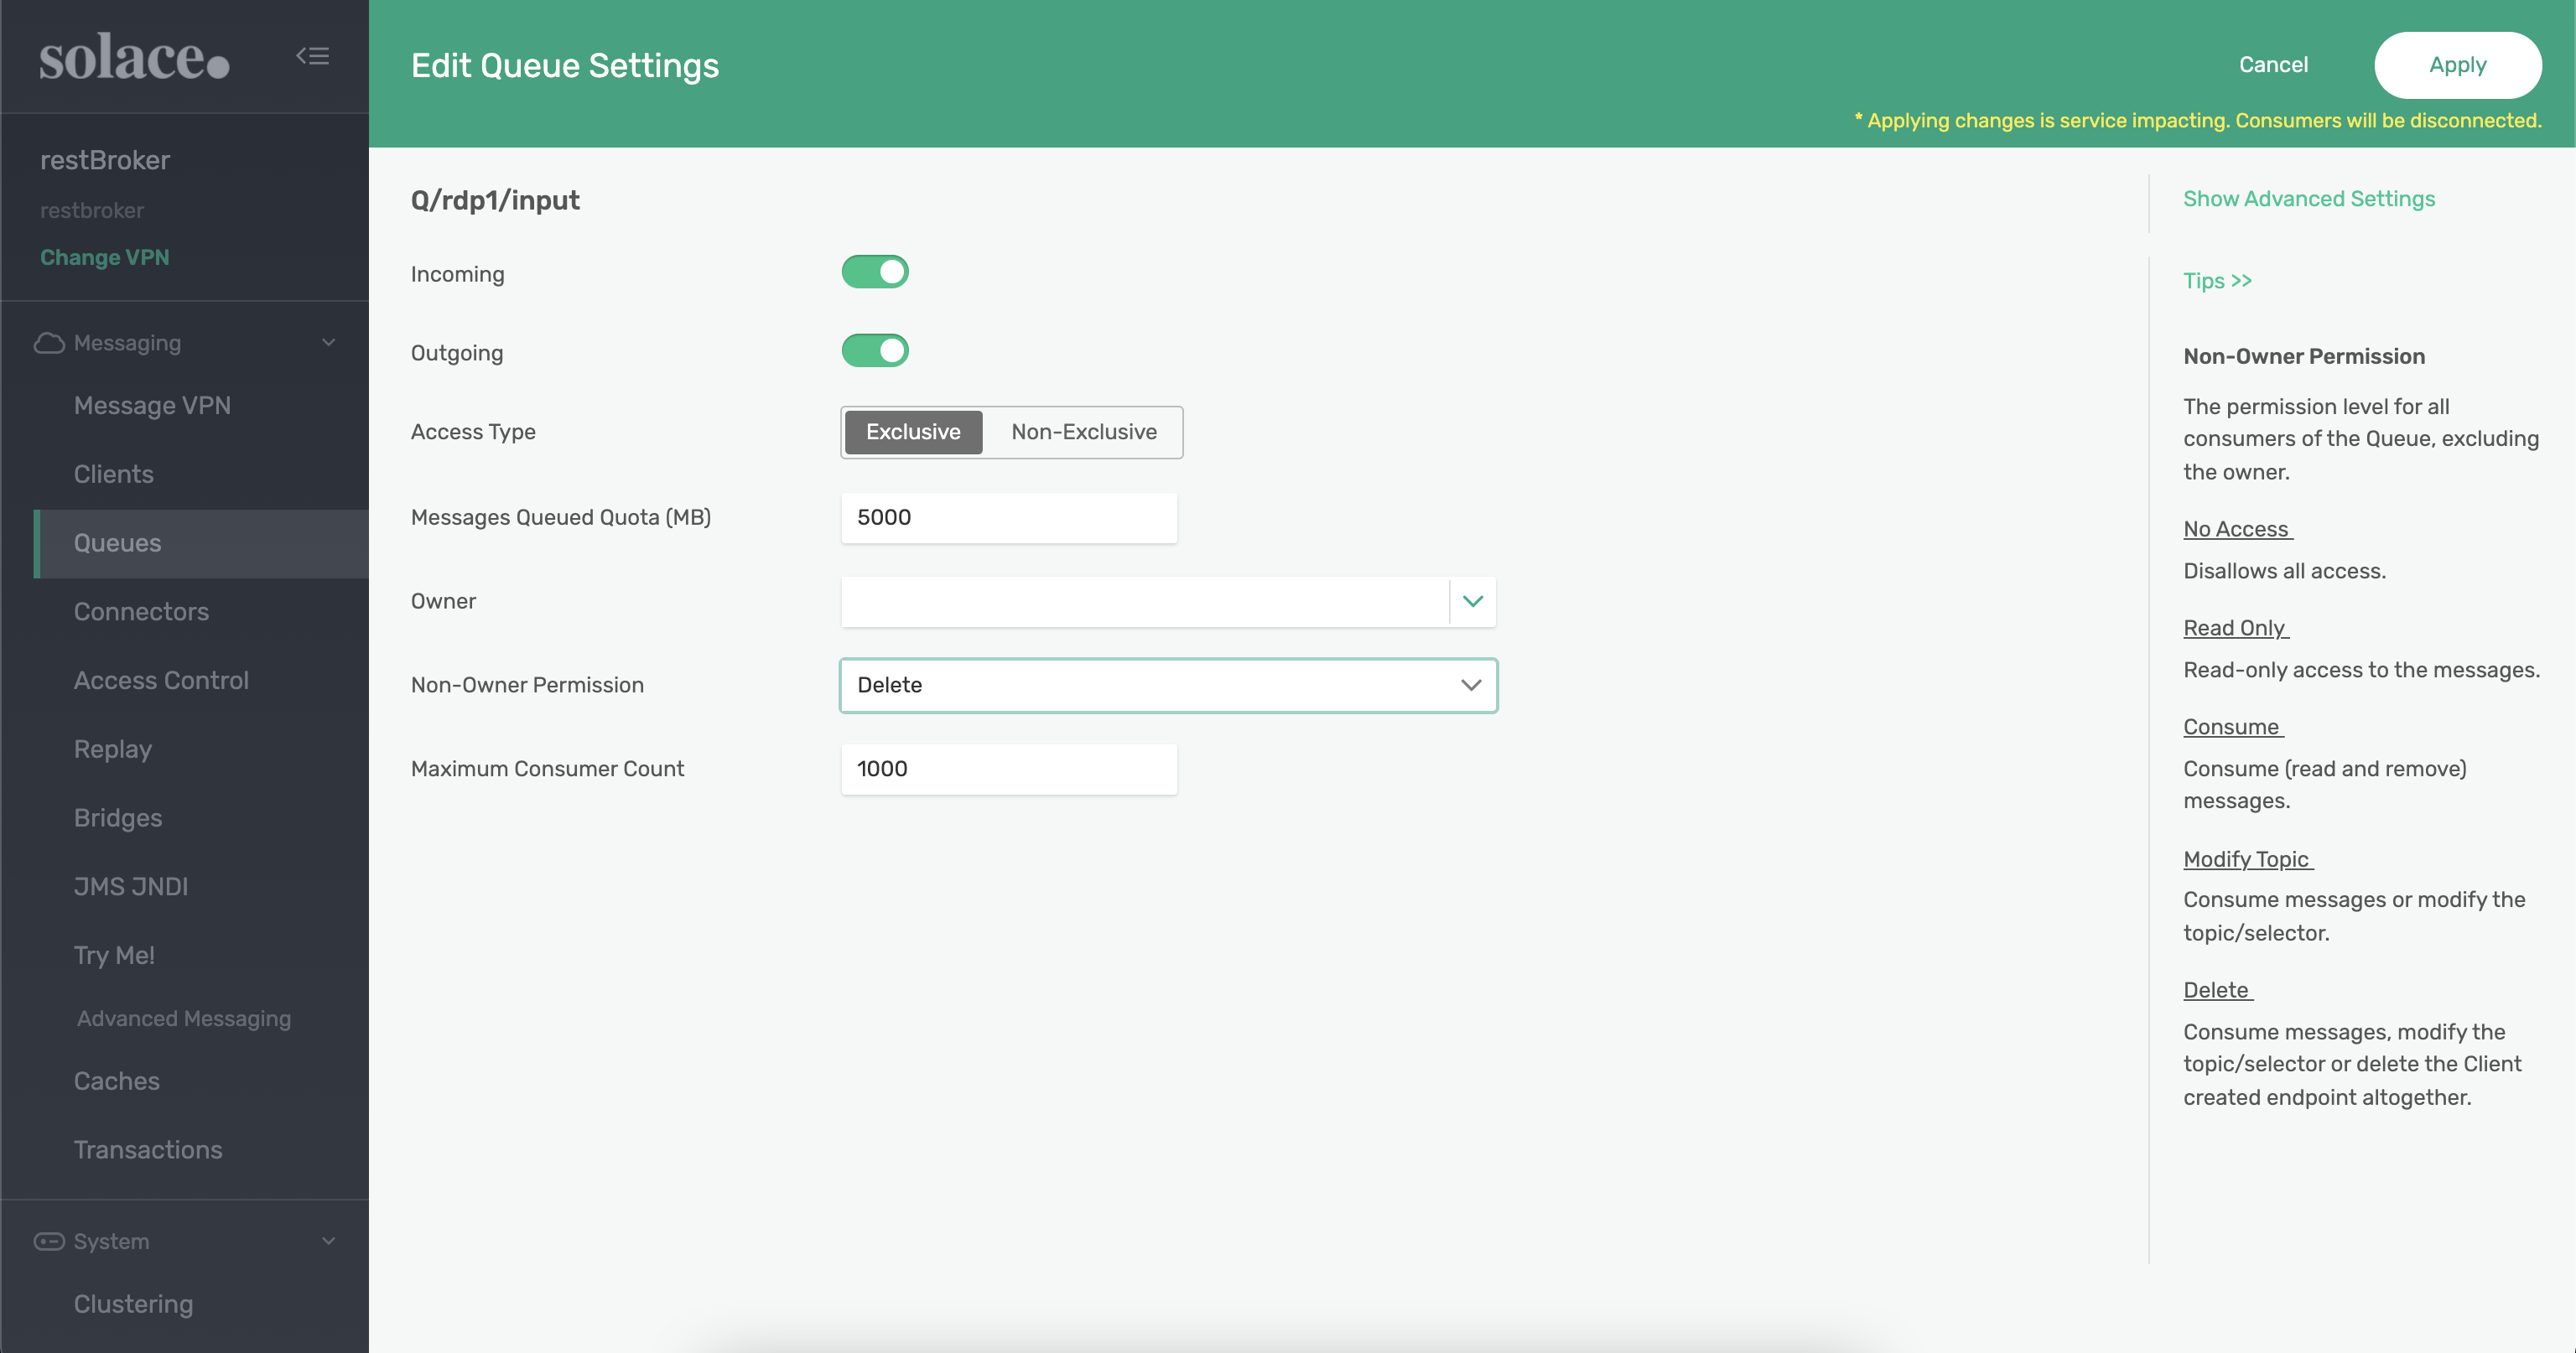 solace.
restBroker
restbroker
Change VPN
Messaging
Message VPN
Clients
Queues
Connectors
Access Control
Replay
Bridges
JMS JNDI
Try Me!
Advanced Messaging
Caches
Transactions
System
Clustering
Edit Queue Settings
Cancel
Apply
* Applying changes is service impacting. Consumers will be disconnected.
Q/rdp1/input
Incoming
Outgoing
Access Type
Exclusive
Non-Exclusive
Messages Queued Quota (MB)
5000
Owner
Non-Owner Permission
Delete
Maximum Consumer Count
1000
Show Advanced Settings
Tips >>
Non-Owner Permission
The permission level for all
consumers of the Queue, excluding
the owner.
No Access
Disallows all access.
Read Only
Read-only access to the messages.
Consume
Consume (read and remove)
messages.
Modify Topic
Consume messages or modify the
topic/selector.
Delete
Consume messages, modify the
topic/selector or delete the Client
created endpoint altogether.